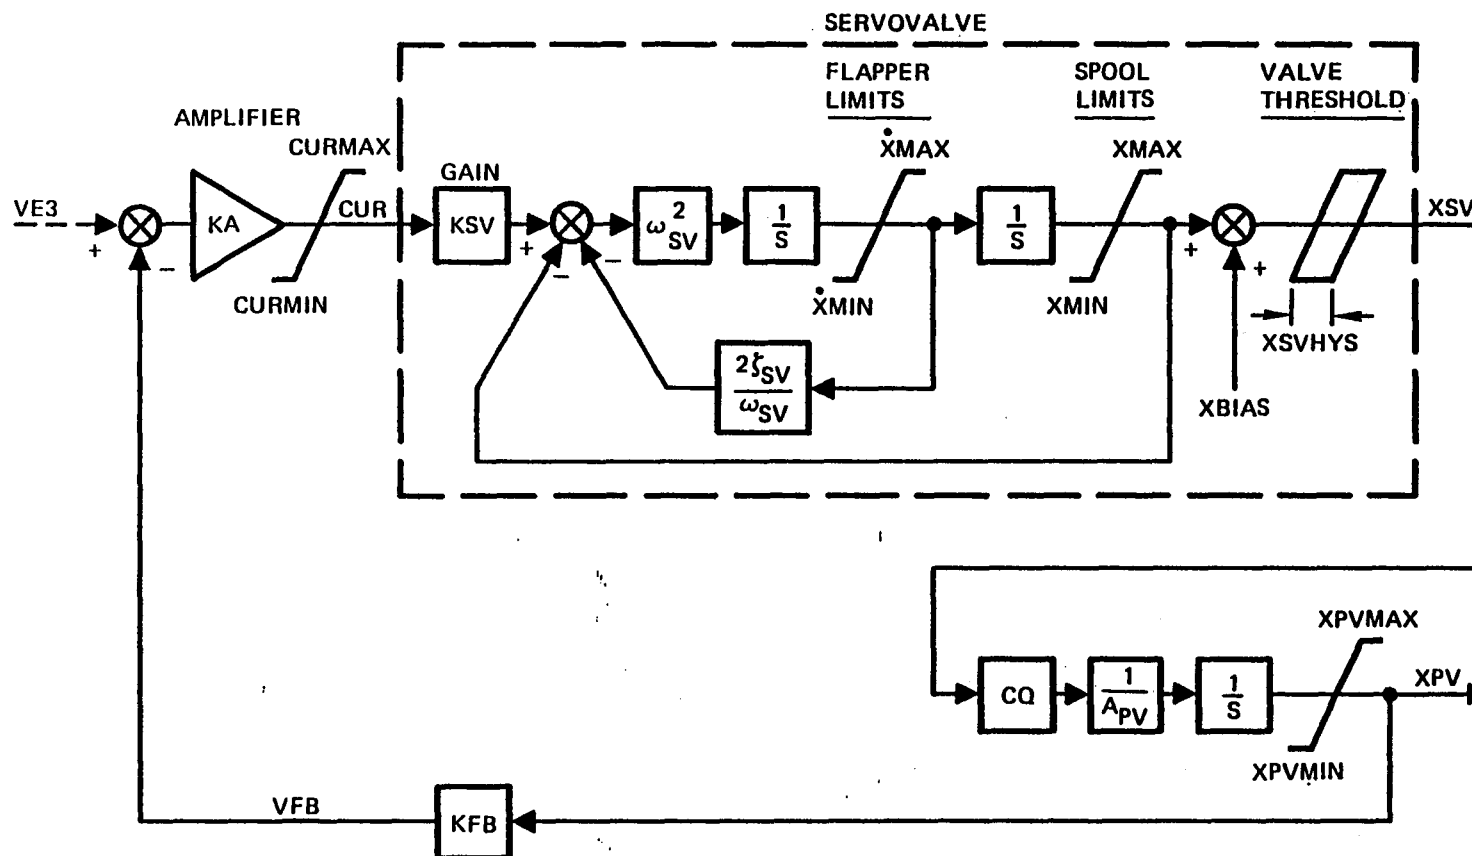 SERVOVALVE
FLAPPER
LIMITS
SPOOL
LIMITS
VALVE
THRESHOLD
AMPLIFIER
CURMAX
ẊMAX
XMAX
GAIN
VE3
+
−
KA
CUR
KSV
+
−
−
ω²SV
1/S
1/S
+
+
XSV
CURMIN
ẊMIN
XMIN
XSVHYS
2ζSV/ωSV
XBIAS
XPVMAX
CQ
1/APV
1/S
XPV
XPVMIN
VFB
KFB